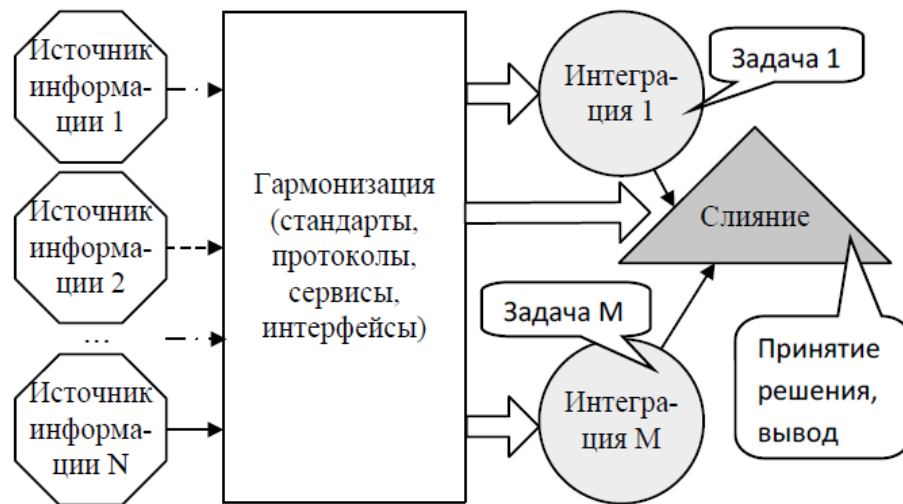 Источник
информа-
ции 1
Источник
информа-
ции 2
...
Источник
информа-
ции N
Гармонизация
(стандарты,
протоколы,
сервисы,
интерфейсы)
Интегра-
ция 1
Задача 1
Слияние
Задача М
Интегра-
ция М
Принятие
решения,
вывод